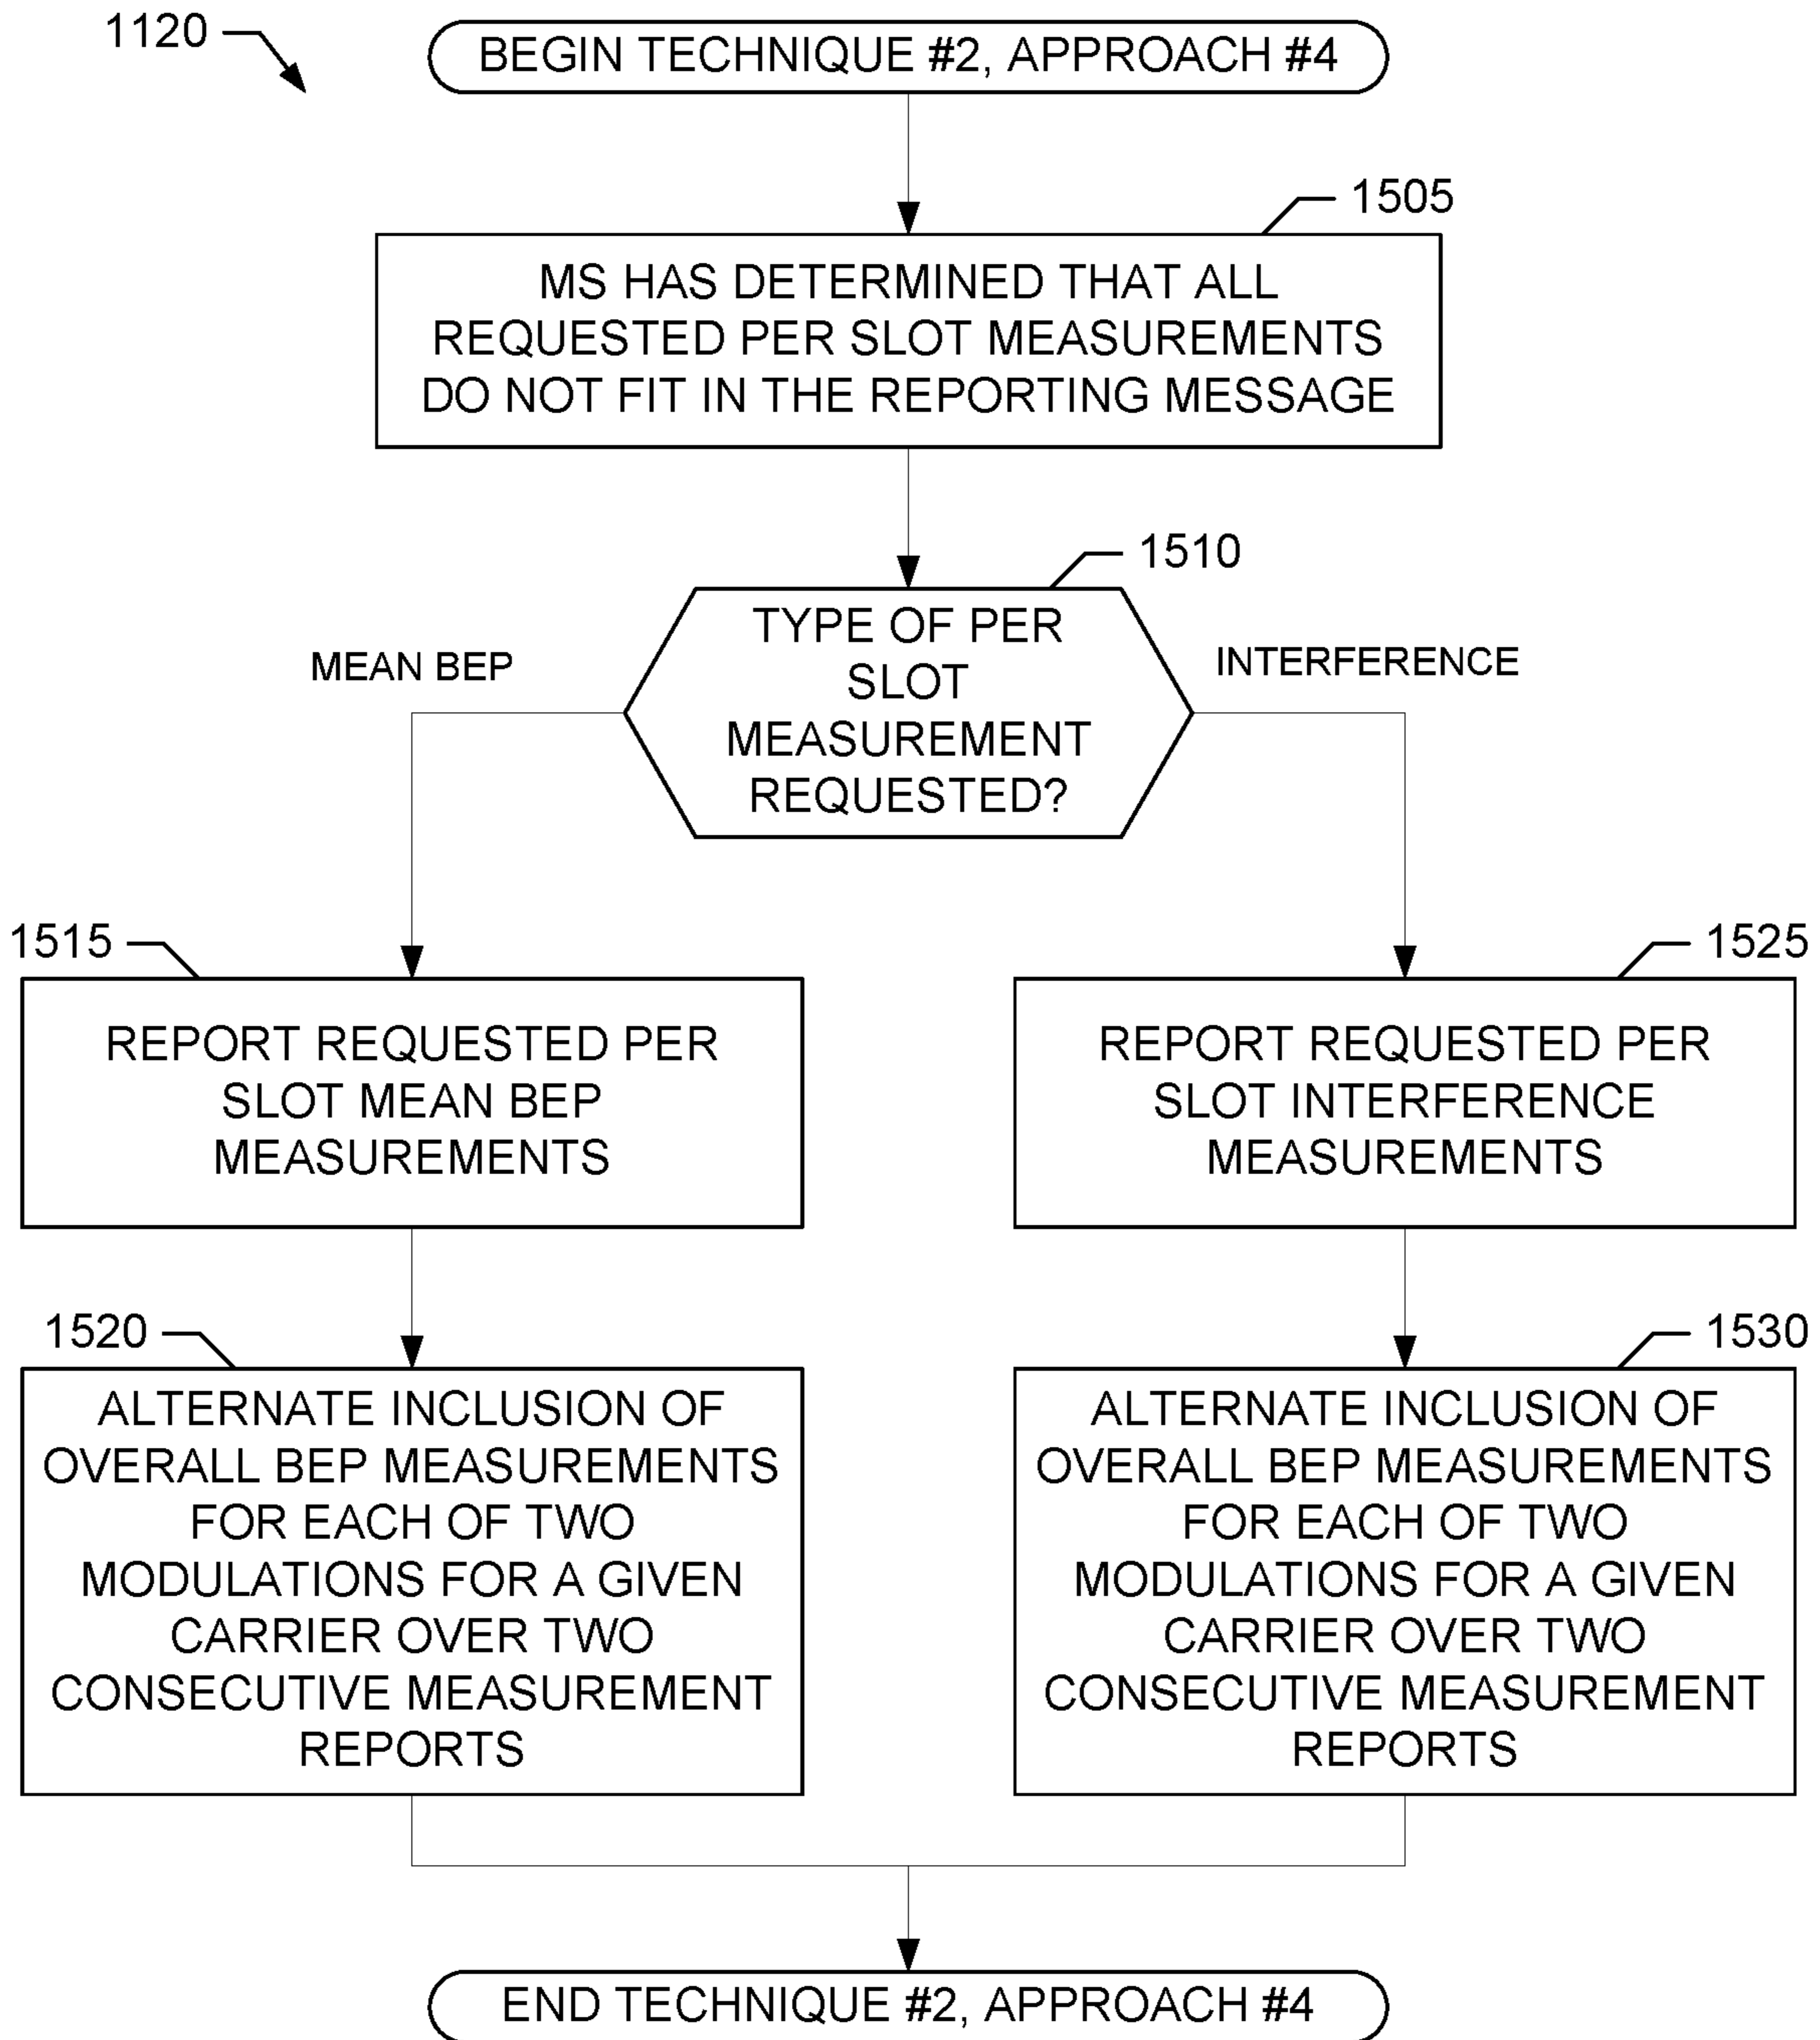 1120
BEGIN TECHNIQUE #2, APPROACH #4
1505
MS HAS DETERMINED THAT ALL
REQUESTED PER SLOT MEASUREMENTS
DO NOT FIT IN THE REPORTING MESSAGE
1510
TYPE OF PER
SLOT
MEASUREMENT
REQUESTED?
MEAN BEP
INTERFERENCE
1515
REPORT REQUESTED PER
SLOT MEAN BEP
MEASUREMENTS
1525
REPORT REQUESTED PER
SLOT INTERFERENCE
MEASUREMENTS
1520
ALTERNATE INCLUSION OF
OVERALL BEP MEASUREMENTS
FOR EACH OF TWO
MODULATIONS FOR A GIVEN
CARRIER OVER TWO
CONSECUTIVE MEASUREMENT
REPORTS
1530
ALTERNATE INCLUSION OF
OVERALL BEP MEASUREMENTS
FOR EACH OF TWO
MODULATIONS FOR A GIVEN
CARRIER OVER TWO
CONSECUTIVE MEASUREMENT
REPORTS
END TECHNIQUE #2, APPROACH #4